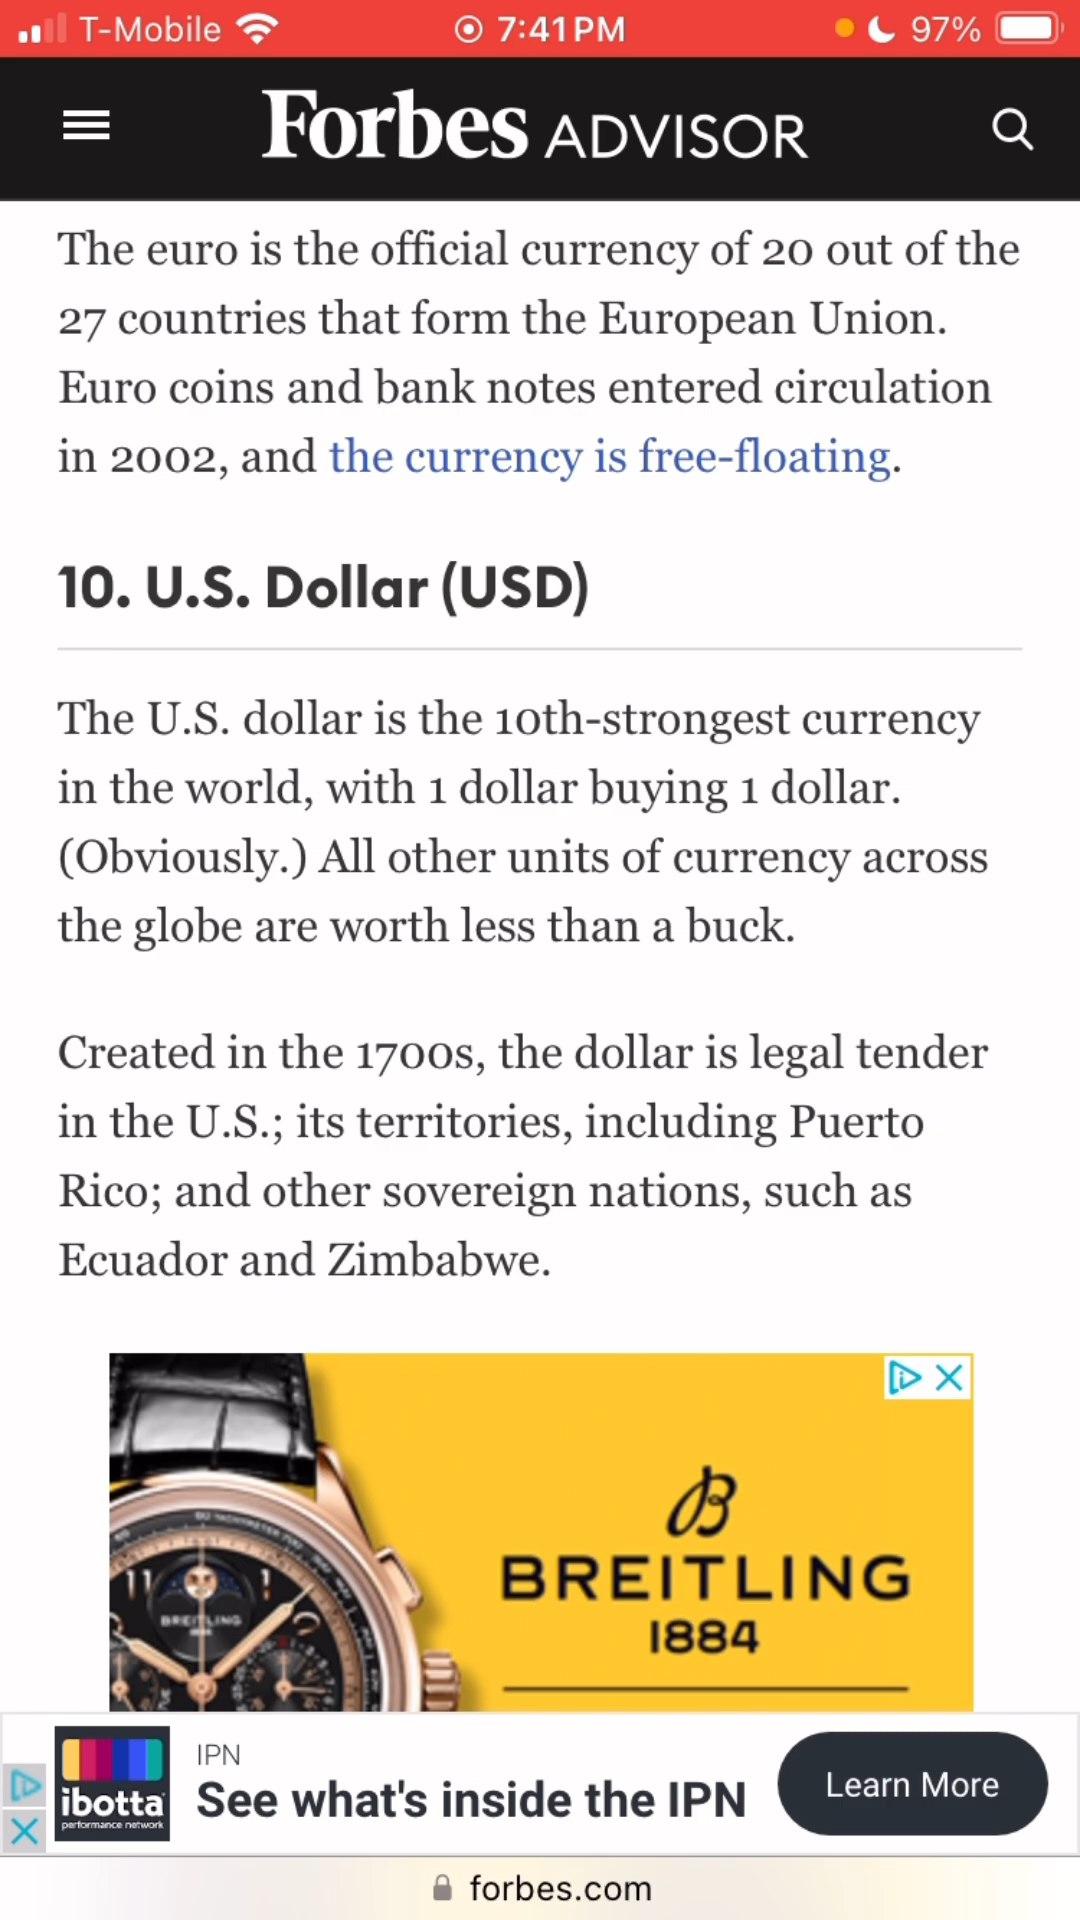 T-Mobile 7:41 PM 97%
Forbes ADVISOR
The euro is the official currency of 20 out of the
27 countries that form the European Union.
Euro coins and bank notes entered circulation
in 2002, and the currency is free-floating.
10. U.S. Dollar (USD)
The U.S. dollar is the 10th-strongest currency
in the world, with 1 dollar buying 1 dollar.
(Obviously.) All other units of currency across
the globe are worth less than a buck.
Created in the 1700s, the dollar is legal tender
in the U.S.; its territories, including Puerto
Rico; and other sovereign nations, such as
Ecuador and Zimbabwe.
B
BREITLING
1884
11 1
BREITLING
IPN
See what's inside the IPN
ibotta
performance network
Learn More
forbes.com